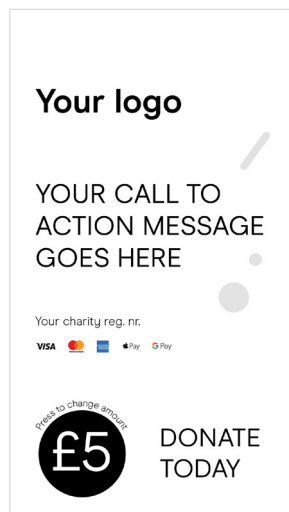 Your logo
YOUR CALL TO
ACTION MESSAGE
GOES HERE
Your charity reg. nr.
VISA Pay G Pay
Press to change amount
£5
DONATE
TODAY